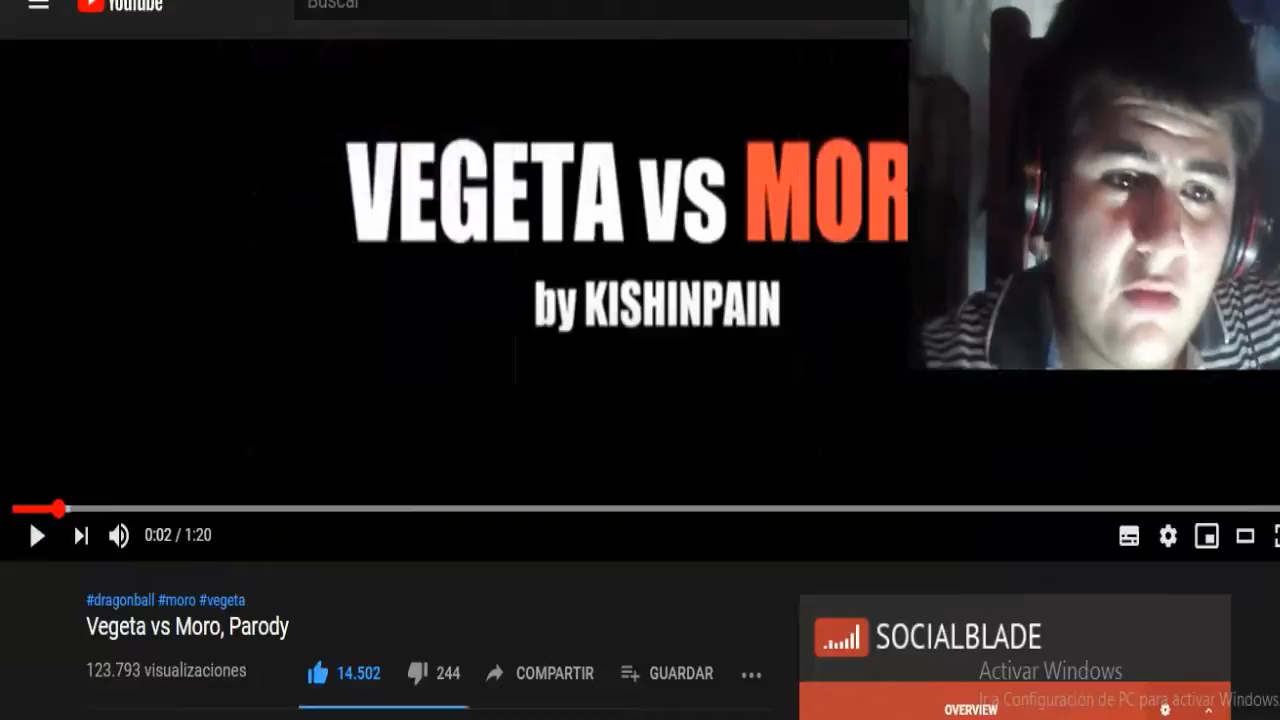 YouTube
Buscar
VEGETA VS MOR
by KISHINPAIN
0:02 / 1:20
#dragonball #moro #vegeta
Vegeta vs Moro, Parody
123.793 visualizaciones
14.502
244
COMPARTIR
GUARDAR
SOCIALBLADE
Activar Windows
Ir a Configuración de PC para activar Windows
OVERVIEW